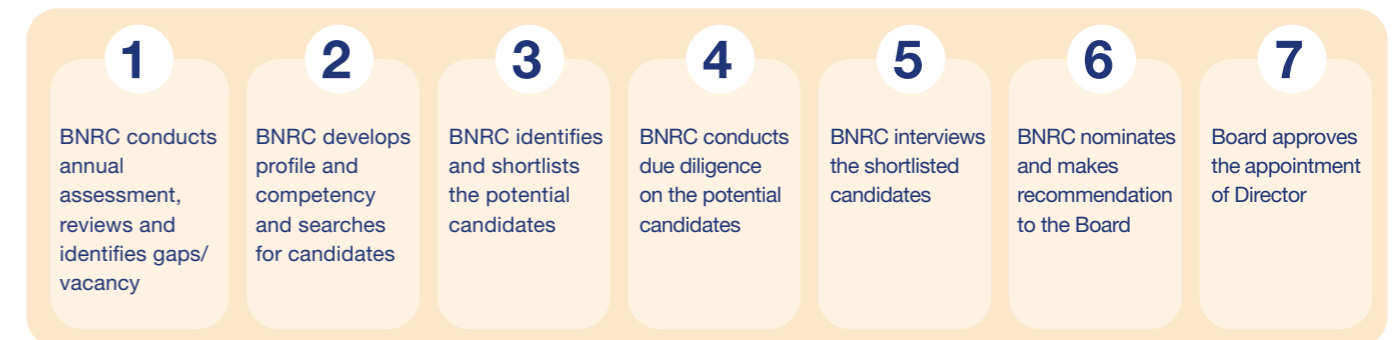 1
BNRC conducts
annual
assessment,
reviews and
identifies gaps/
vacancy
2
BNRC develops
profile and
competency
and searches
for candidates
3
BNRC identifies
and shortlists
the potential
candidates
4
BNRC conducts
due diligence
on the potential
candidates
5
BNRC interviews
the shortlisted
candidates
6
BNRC nominates
and makes
recommendation
to the Board
7
Board approves
the appointment
of Director